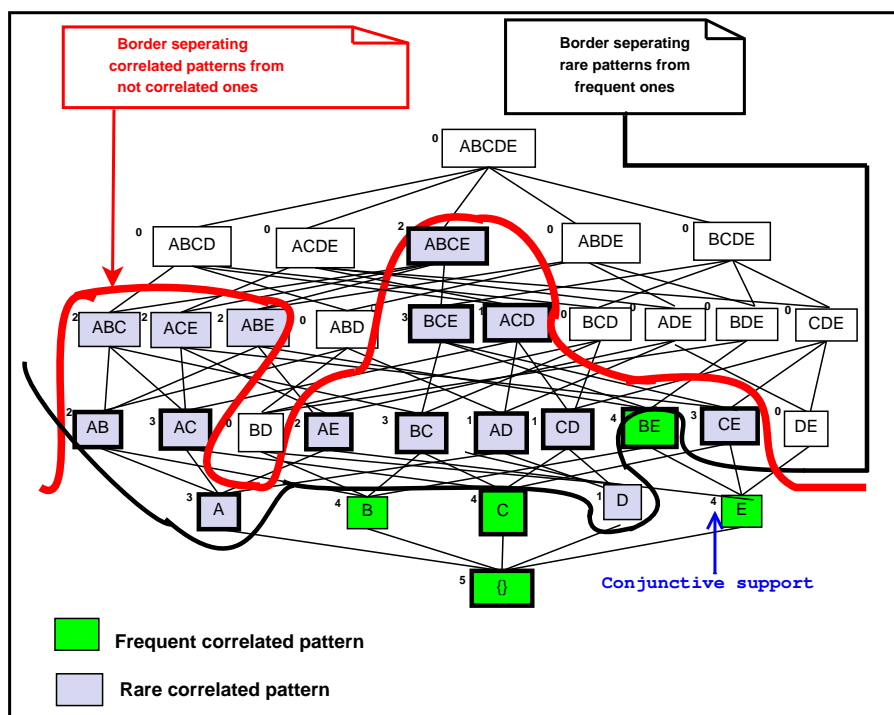 Border seperating
correlated patterns from
not correlated ones
Border seperating
rare patterns from
frequent ones
0 ABCDE
0 ABCD 0 ACDE 2 ABCE 0 ABDE 0 BCDE
2 ABC 2 ACE 2 ABE 0 ABD 3 BCE 1 ACD 0 BCD 0 ADE 0 BDE 0 CDE
2 AB 3 AC 0 BD 2 AE 3 BC 1 AD 1 CD 4 BE 3 CE 0 DE
3 A 4 B 4 C 1 D 4 E
5 {}
Conjunctive support
Frequent correlated pattern
Rare correlated pattern